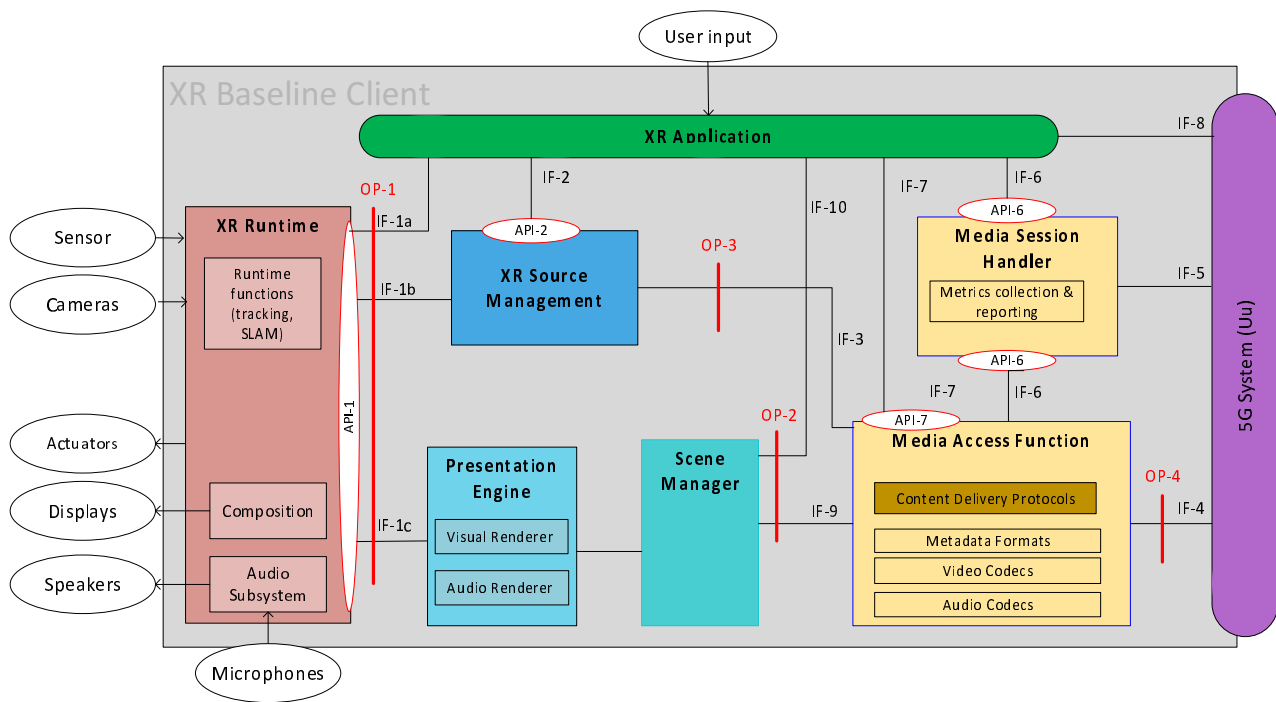 User input
XR Baseline Client
XR Application
IF-8
IF-2
IF-7
IF-6
OP-1
IF-10
API-6
XR Runtime
IF-1a
API-2
Media Session
Handler
Sensor
OP-3
XR Source
Management
Runtime
functions
(tracking,
SLAM)
IF-5
Cameras
IF-1b
Metrics collection &
reporting
IF-3
API-6
5G System (Uu)
IF-7
IF-6
API-1
OP-2
API-7
Actuators
Media Access Function
Presentation
Engine
Scene
Manager
OP-4
Content Delivery Protocols
Displays
Composition
IF-1c
IF-9
IF-4
Visual Renderer
Metadata Formats
Video Codecs
Speakers
Audio
Subsystem
Audio Renderer
Audio Codecs
Microphones